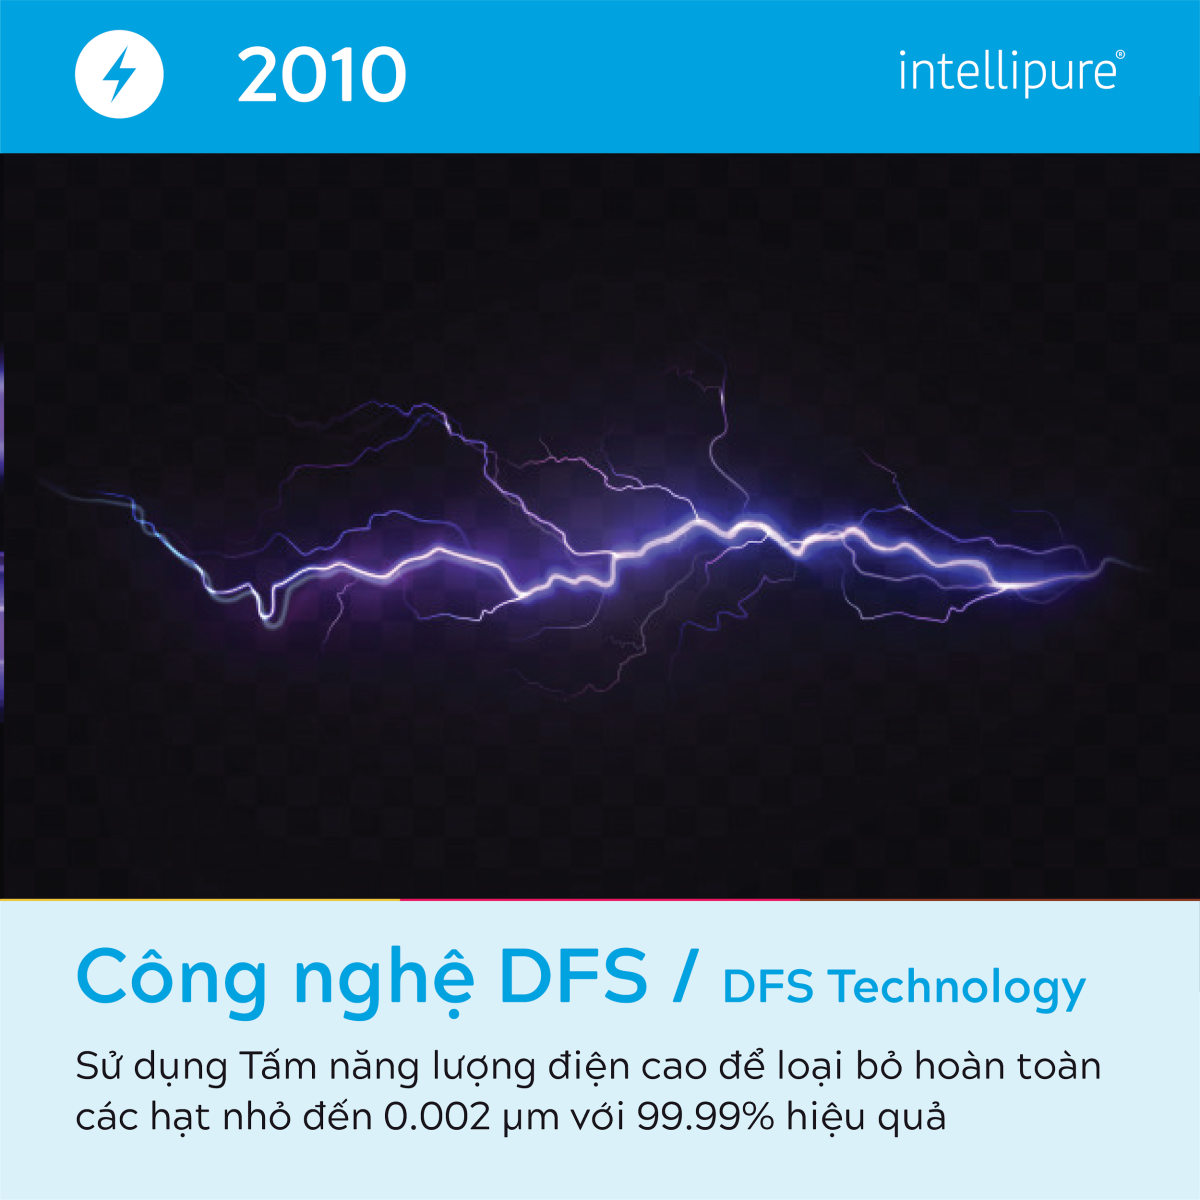 2010
intellipure®
Công nghệ DFS / DFS Technology
Sử dụng Tấm năng lượng điện cao để loại bỏ hoàn toàn
các hạt nhỏ đến 0.002 µm với 99.99% hiệu quả